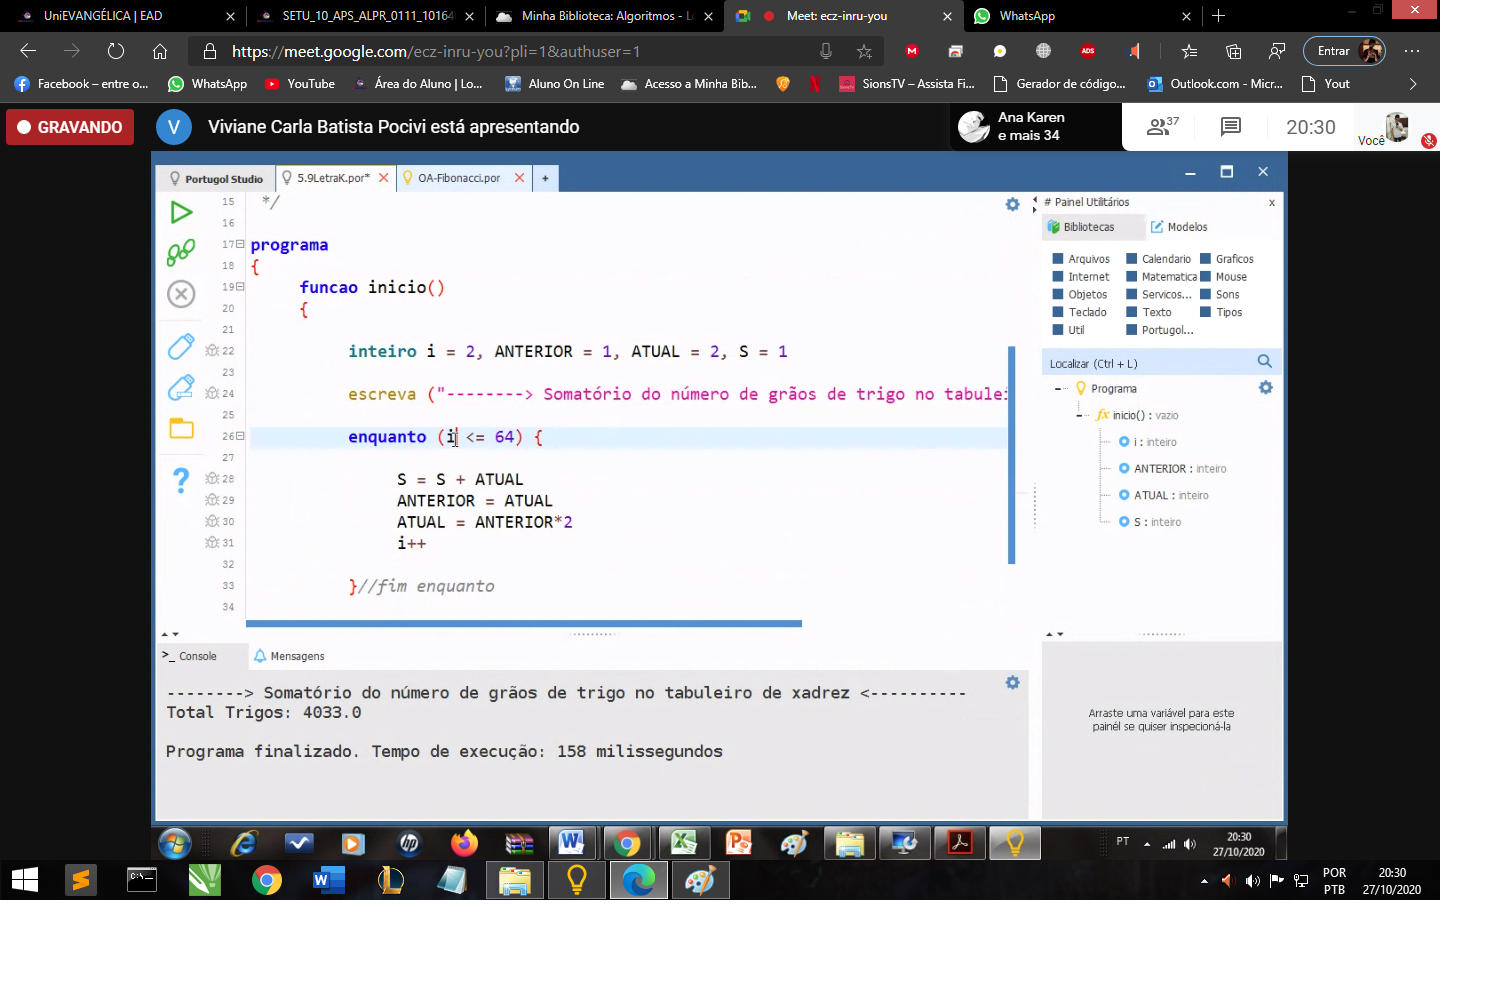 UniEVANGÉLICA | EAD
SETU_10_APS_ALPR_0111_10164
Minha Biblioteca: Algoritmos - Lo
Meet: ecz-inru-you
WhatsApp
https://meet.google.com/ecz-inru-you?pli=1&authuser=1
Entrar
Facebook – entre o...
WhatsApp
YouTube
Área do Aluno | Lo...
Aluno On Line
Acesso a Minha Bib...
SionsTV – Assista Fi...
Gerador de código...
Outlook.com - Micr...
Yout
GRAVANDO
V
Viviane Carla Batista Pocivi está apresentando
Ana Karen
e mais 34
37
20:30
Você
Portugol Studio
5.9LetraK.por*
OA-Fibonacci.por
+
15 */
16
17 programa
18 {
19 funcao inicio()
20 {
21
22 inteiro i = 2, ANTERIOR = 1, ATUAL = 2, S = 1
23
24 escreva ("--------> Somatório do número de grãos de trigo no tabulei
25
26 enquanto (i <= 64) {
27
28 S = S + ATUAL
29 ANTERIOR = ATUAL
30 ATUAL = ANTERIOR*2
31 i++
32
33 }//fim enquanto
34
# Painel Utilitários x
Bibliotecas
Modelos
Arquivos Calendario Graficos
Internet Matematica Mouse
Objetos Servicos... Sons
Teclado Texto Tipos
Util Portugol...
Localizar (Ctrl + L)
Programa
fx inicio() : vazio
i : inteiro
ANTERIOR : inteiro
ATUAL : inteiro
S : inteiro
Arraste uma variável para este
painél se quiser inspecioná-la
>_ Console
Mensagens
--------> Somatório do número de grãos de trigo no tabuleiro de xadrez <----------
Total Trigos: 4033.0
Programa finalizado. Tempo de execução: 158 milissegundos
PT
20:30
27/10/2020
POR
PTB
20:30
27/10/2020